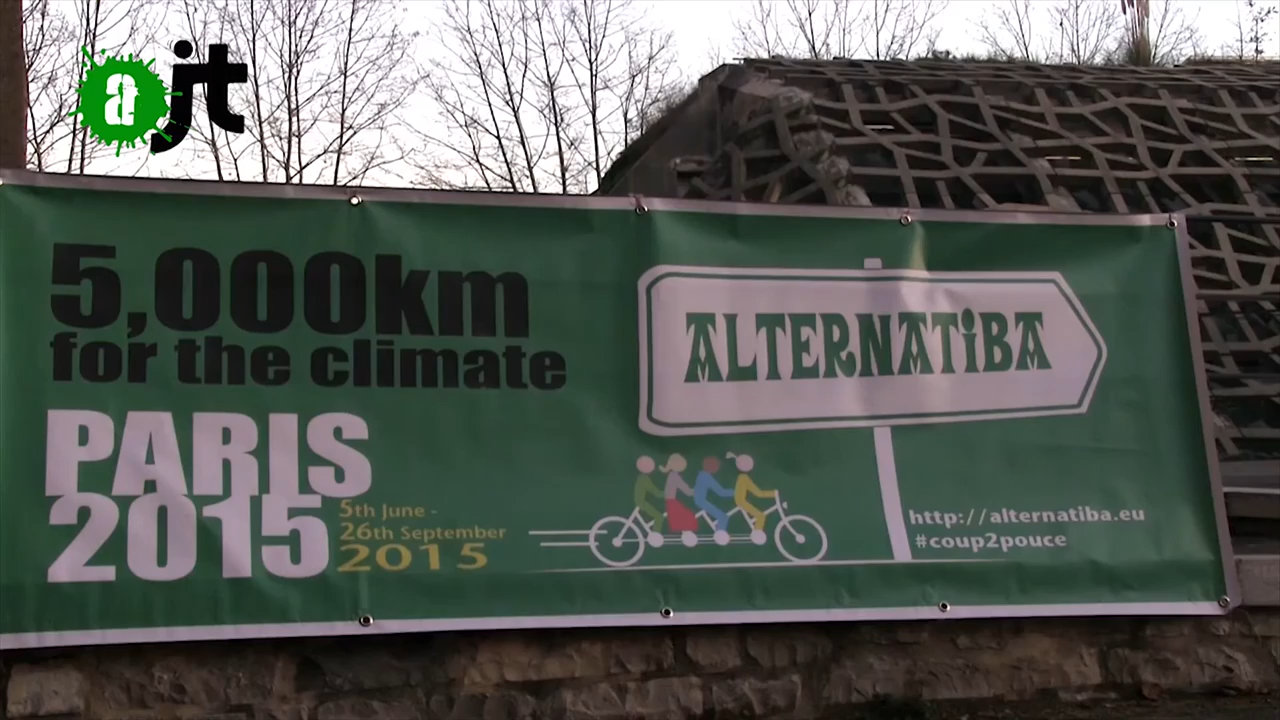 ajt
5,000km
for the climate
PARIS
2015
5th June -
26th September
2015
ALTERNATiBA
http://alternatiba.eu
#coup2pouce